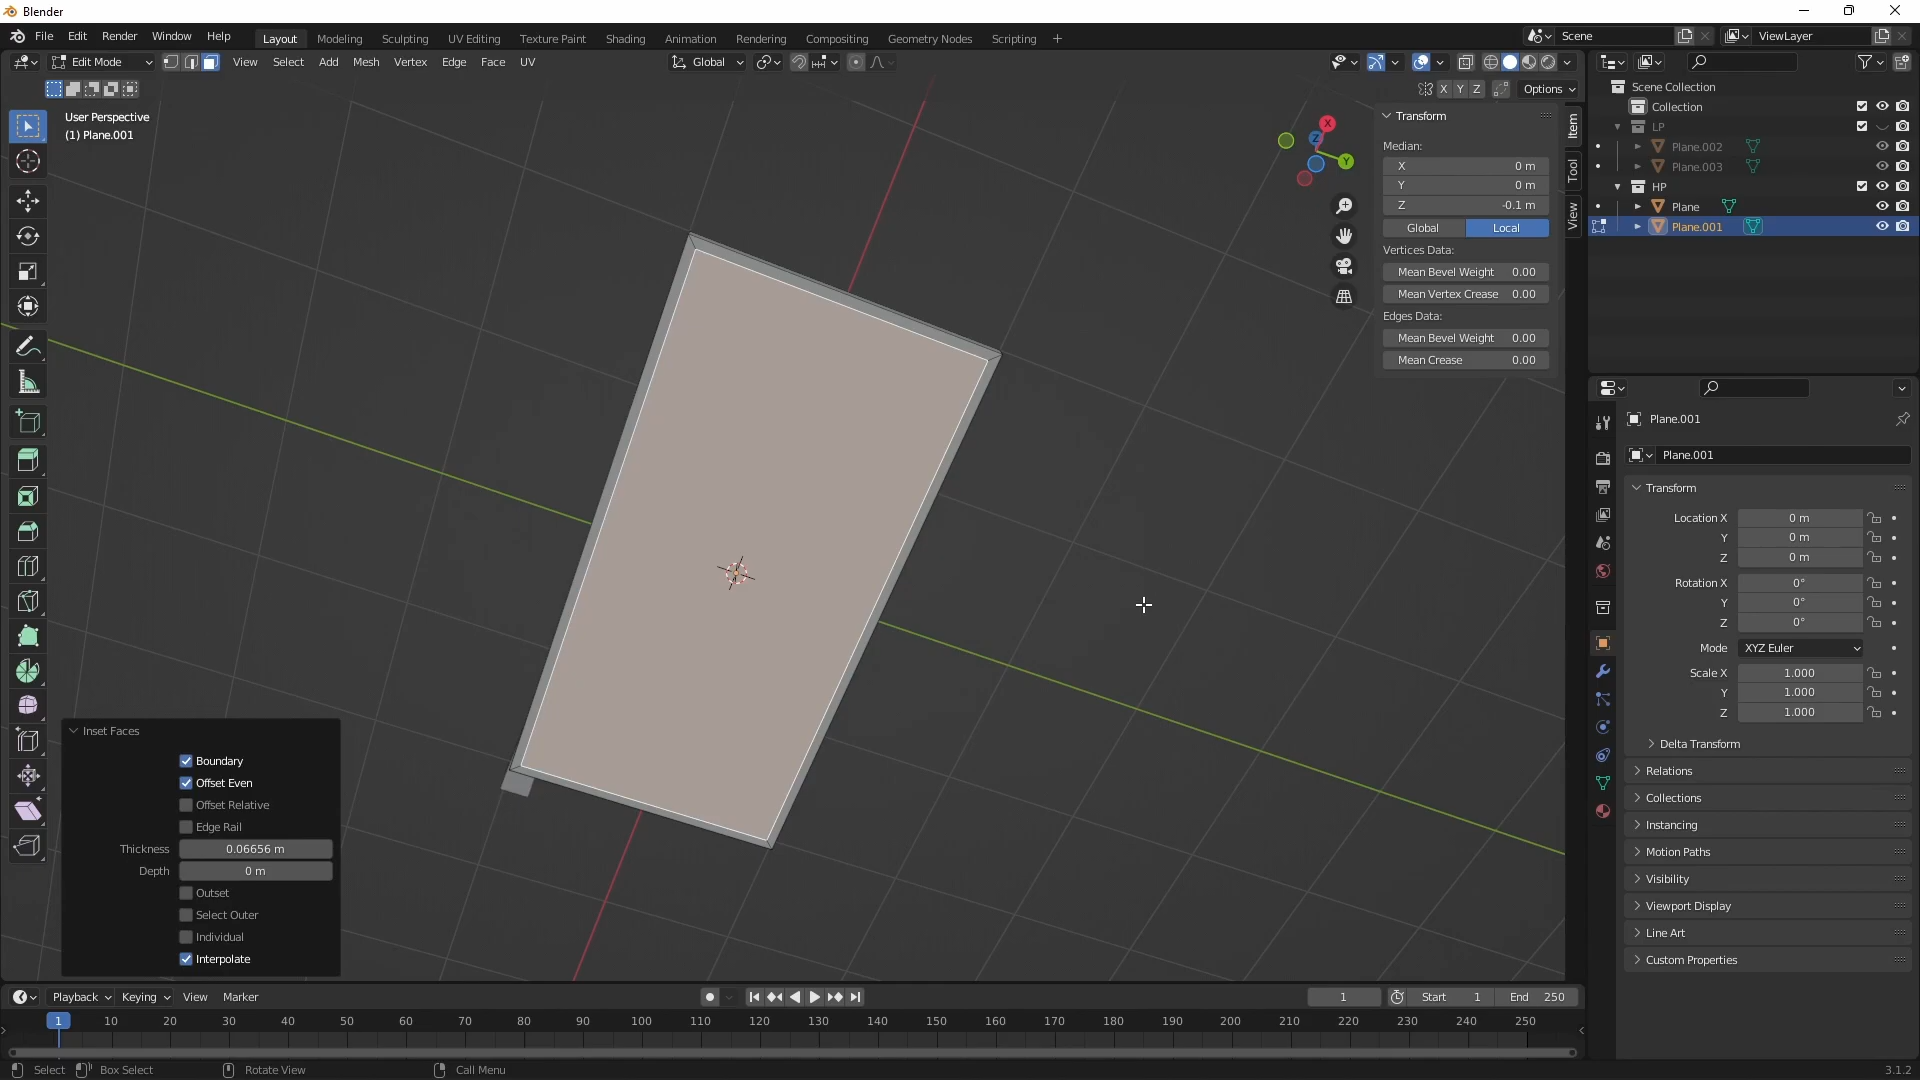 Blender
File Edit Render Window Help
Layout Modeling Sculpting UV Editing Texture Paint Shading Animation Rendering Compositing Geometry Nodes Scripting +
Scene
ViewLayer
Edit Mode View Select Add Mesh Vertex Edge Face UV
Global
X Y Z Options
User Perspective
(1) Plane.001
X
Y
Z
Transform
Median:
X 0 m
Y 0 m
Z -0.1 m
Global Local
Vertices Data:
Mean Bevel Weight 0.00
Mean Vertex Crease 0.00
Edges Data:
Mean Bevel Weight 0.00
Mean Crease 0.00
Item
Tool
View
Scene Collection
Collection
LP
Plane.002
Plane.003
HP
Plane
Plane.001
Plane.001
Plane.001
Transform
Location X 0 m
Y 0 m
Z 0 m
Rotation X 0°
Y 0°
Z 0°
Mode XYZ Euler
Scale X 1.000
Y 1.000
Z 1.000
Delta Transform
Relations
Collections
Instancing
Motion Paths
Visibility
Viewport Display
Line Art
Custom Properties
Inset Faces
Boundary
Offset Even
Offset Relative
Edge Rail
Thickness 0.06656 m
Depth 0 m
Outset
Select Outer
Individual
Interpolate
Playback Keying View Marker
1 Start 1 End 250
1 10 20 30 40 50 60 70 80 90 100 110 120 130 140 150 160 170 180 190 200 210 220 230 240 250
Select Box Select Rotate View Call Menu 3.1.2